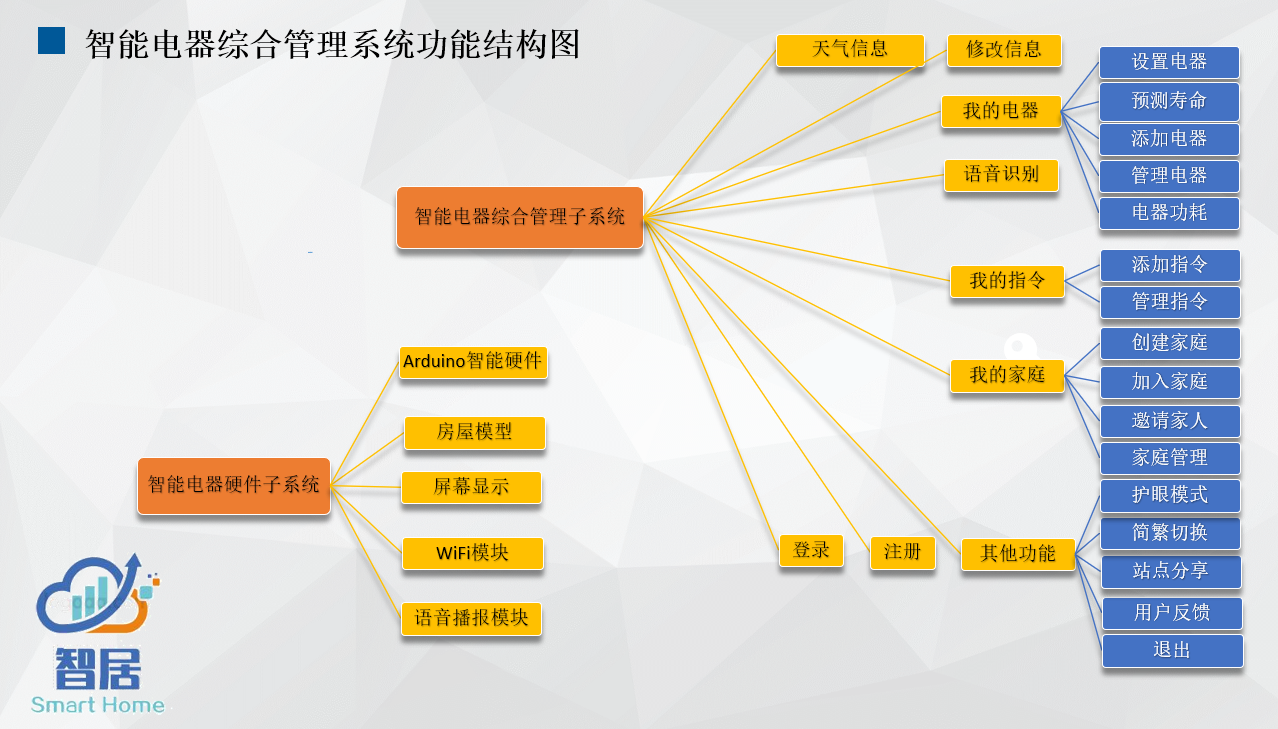 智能电器综合管理系统功能结构图
天气信息
修改信息
我的电器
语音识别
设置电器
预测寿命
添加电器
管理电器
电器功耗
智能电器综合管理子系统
我的指令
添加指令
管理指令
我的家庭
创建家庭
加入家庭
邀请家人
家庭管理
登录
注册
其他功能
护眼模式
简繁切换
站点分享
用户反馈
退出
智能电器硬件子系统
Arduino智能硬件
房屋模型
屏幕显示
WiFi模块
语音播报模块
智居
Smart Home